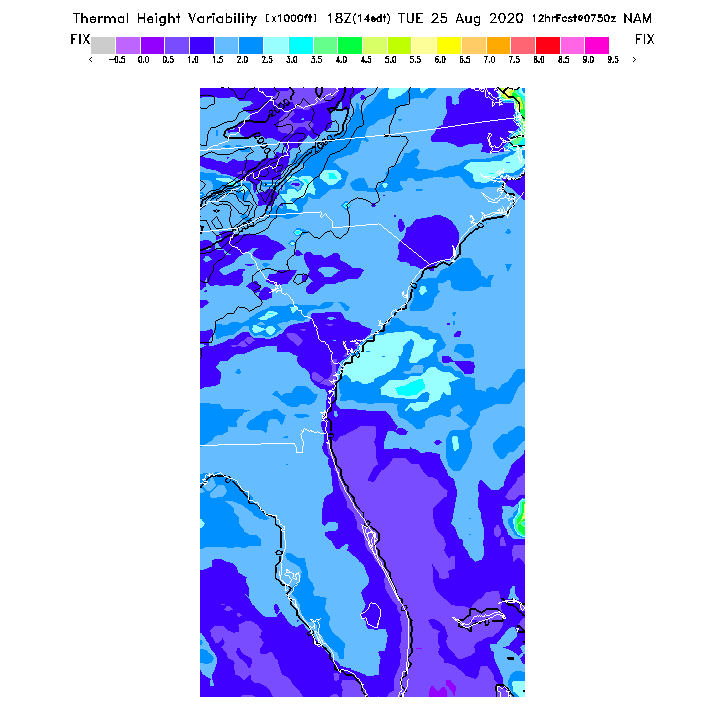 Thermal Height Variability [x1000ft] 18Z(14edt) TUE 25 Aug 2020 12hrFcst@0750z NAM
FIX FIX
< -0.5 0.0 0.5 1.0 1.5 2.0 2.5 3.0 3.5 4.0 4.5 5.0 5.5 6.0 6.5 7.0 7.5 8.0 8.5 9.0 9.5 >